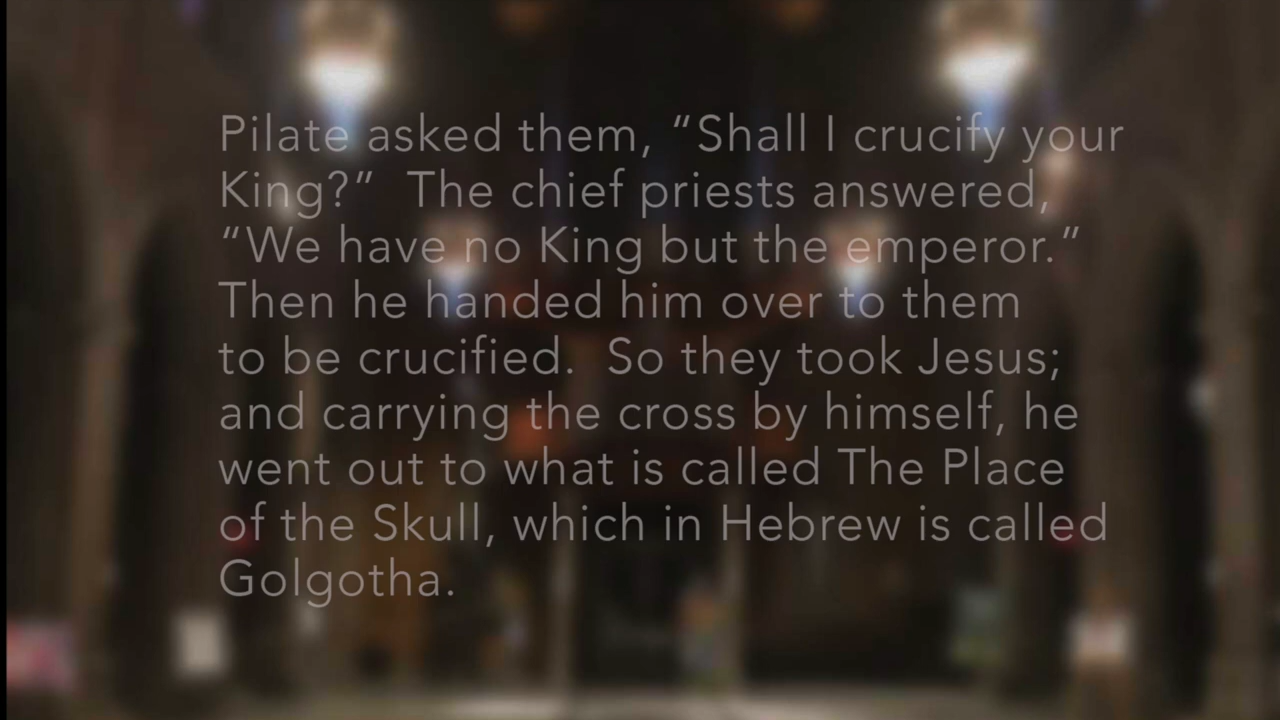 Pilate asked them, “Shall I crucify your
King?”  The chief priests answered,
“We have no King but the emperor.”
Then he handed him over to them
to be crucified.  So they took Jesus;
and carrying the cross by himself, he
went out to what is called The Place
of the Skull, which in Hebrew is called
Golgotha.